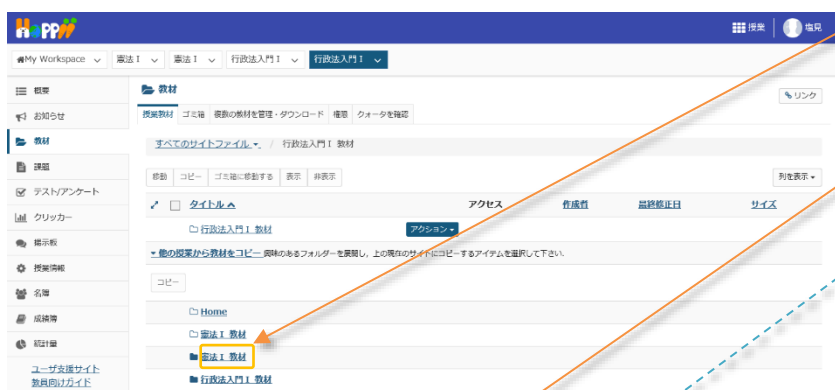 HOPPII
授業
塩見
My Workspace
憲法Ⅰ
憲法Ⅰ
行政法入門Ⅰ
行政法入門Ⅰ
概要
お知らせ
教材
課題
テスト/アンケート
クリッカー
掲示板
授業情報
名簿
成績簿
統計量
ユーザ支援サイト
教員向けガイド
教材
リンク
授業教材 ゴミ箱 複数の教材を管理・ダウンロード 権限 クォータを確認
すべてのサイトファイル / 行政法入門Ⅰ 教材
移動 コピー ゴミ箱に移動する 表示 非表示
列を表示
タイトル アクセス 作成者 最終修正日 サイズ
行政法入門Ⅰ 教材 アクション
他の授業から教材をコピー 興味のあるフォルダーを展開し，上の現在のサイトにコピーするアイテムを選択して下さい．
コピー
Home
憲法Ⅰ 教材
憲法Ⅰ 教材
行政法入門Ⅰ 教材